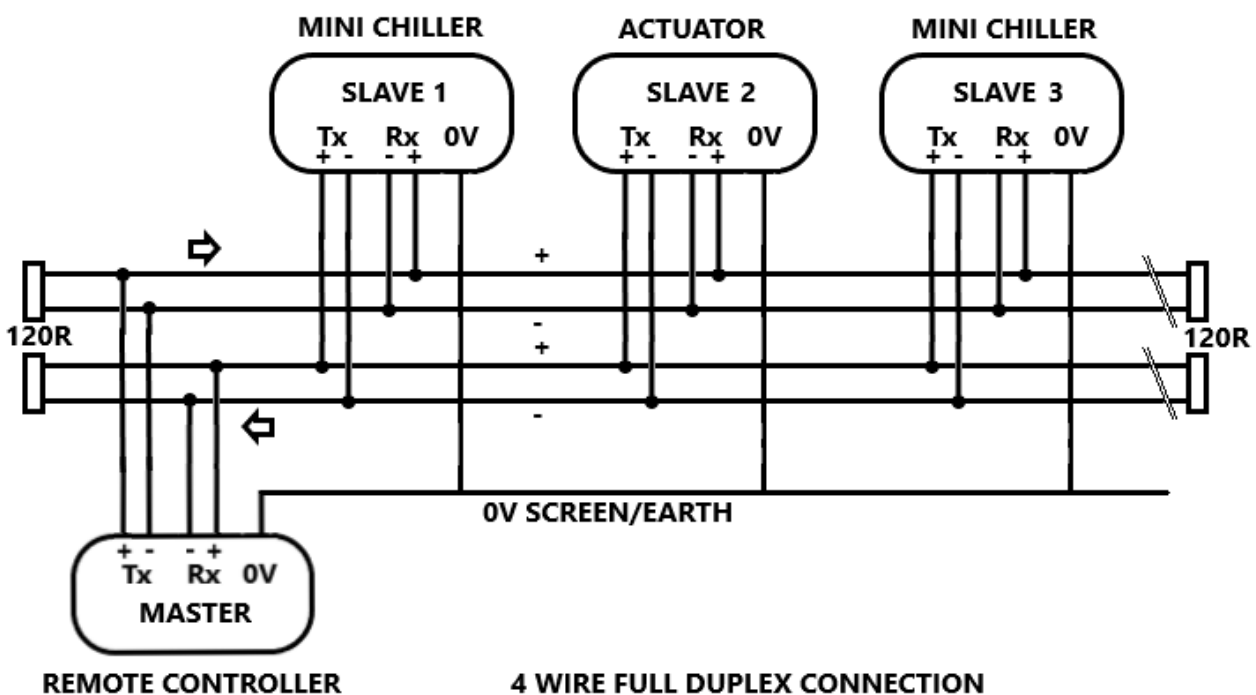 MINI CHILLER ACTUATOR MINI CHILLER
SLAVE 1 SLAVE 2 SLAVE 3
Tx Rx 0V Tx Rx 0V Tx Rx 0V
+ - - + + - - + + - - +
+
-
120R 120R
+
-
0V SCREEN/EARTH
+ - - +
Tx Rx 0V
MASTER
REMOTE CONTROLLER 4 WIRE FULL DUPLEX CONNECTION